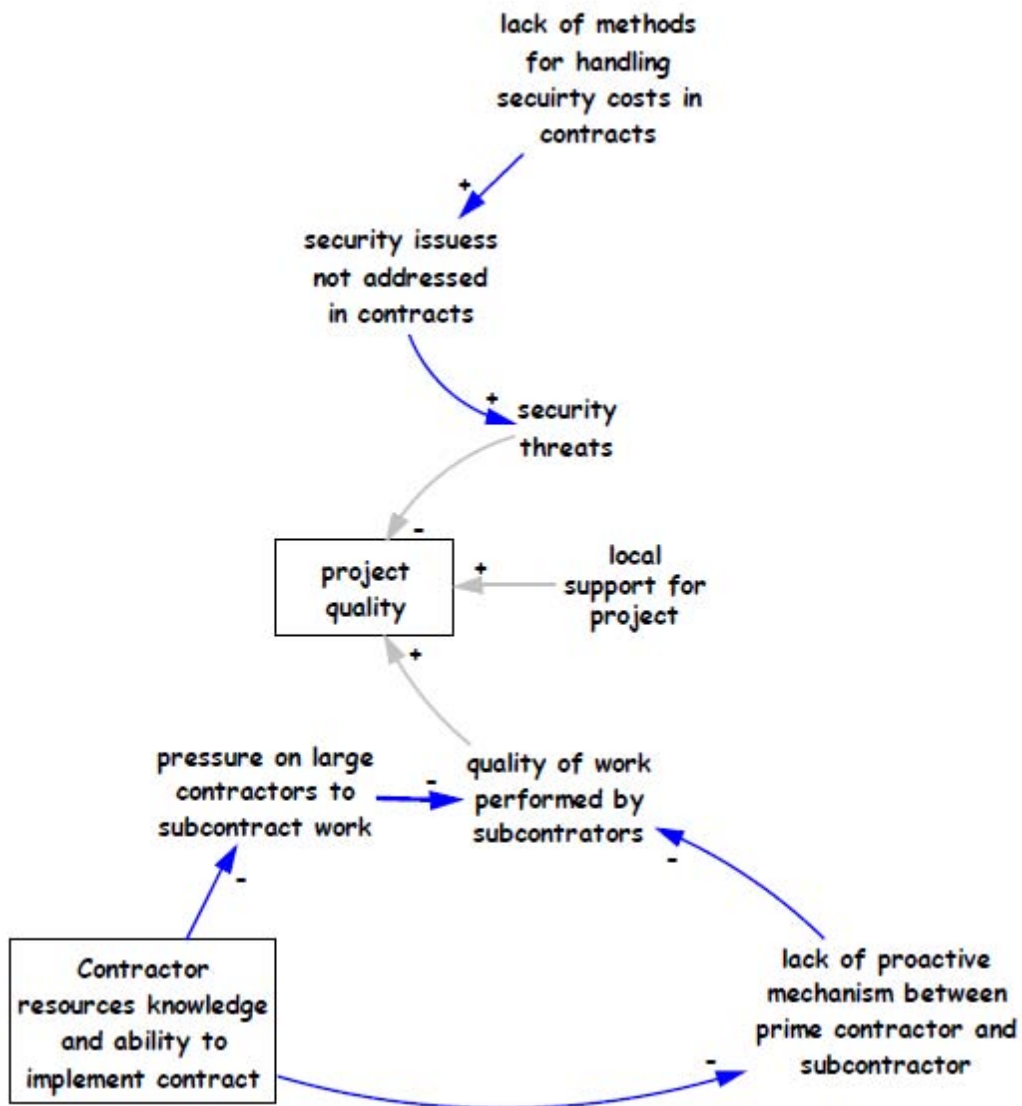 lack of methods
for handling
secuirty costs in
contracts
+
security issuess
not addressed
in contracts
+
security
threats
-
project
quality
+
local
support for
project
+
pressure on large
contractors to
subcontract work
-
quality of work
performed by
subcontrators
-
-
Contractor
resources knowledge
and ability to
implement contract
-
lack of proactive
mechanism between
prime contractor and
subcontractor